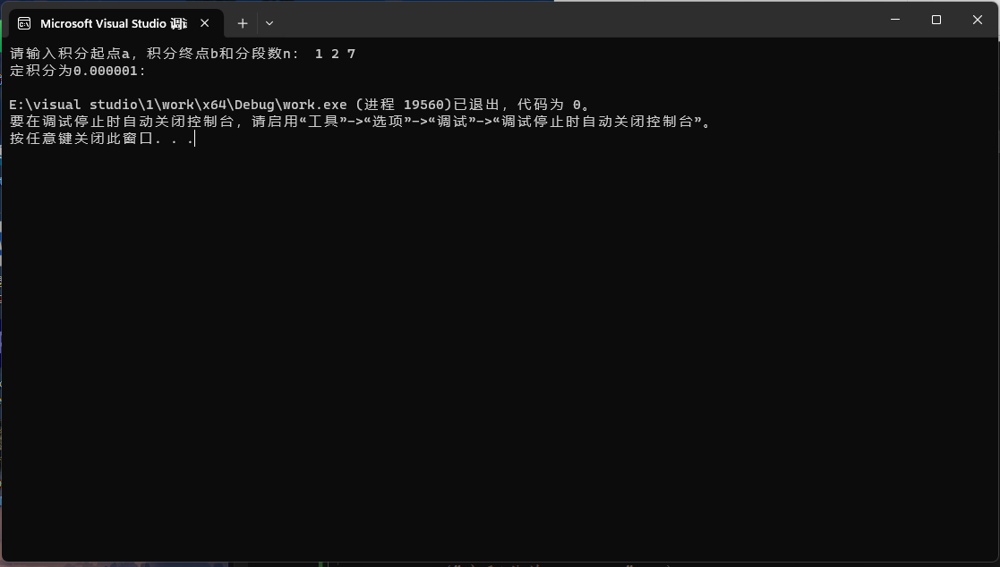 Microsoft Visual Studio 调试
请输入积分起点a，积分终点b和分段数n： 1 2 7
定积分为0.000001：
E:\visual studio\1\work\x64\Debug\work.exe (进程 19560)已退出，代码为 0。
要在调试停止时自动关闭控制台，请启用“工具”->“选项”->“调试”->“调试停止时自动关闭控制台”。
按任意键关闭此窗口. . .